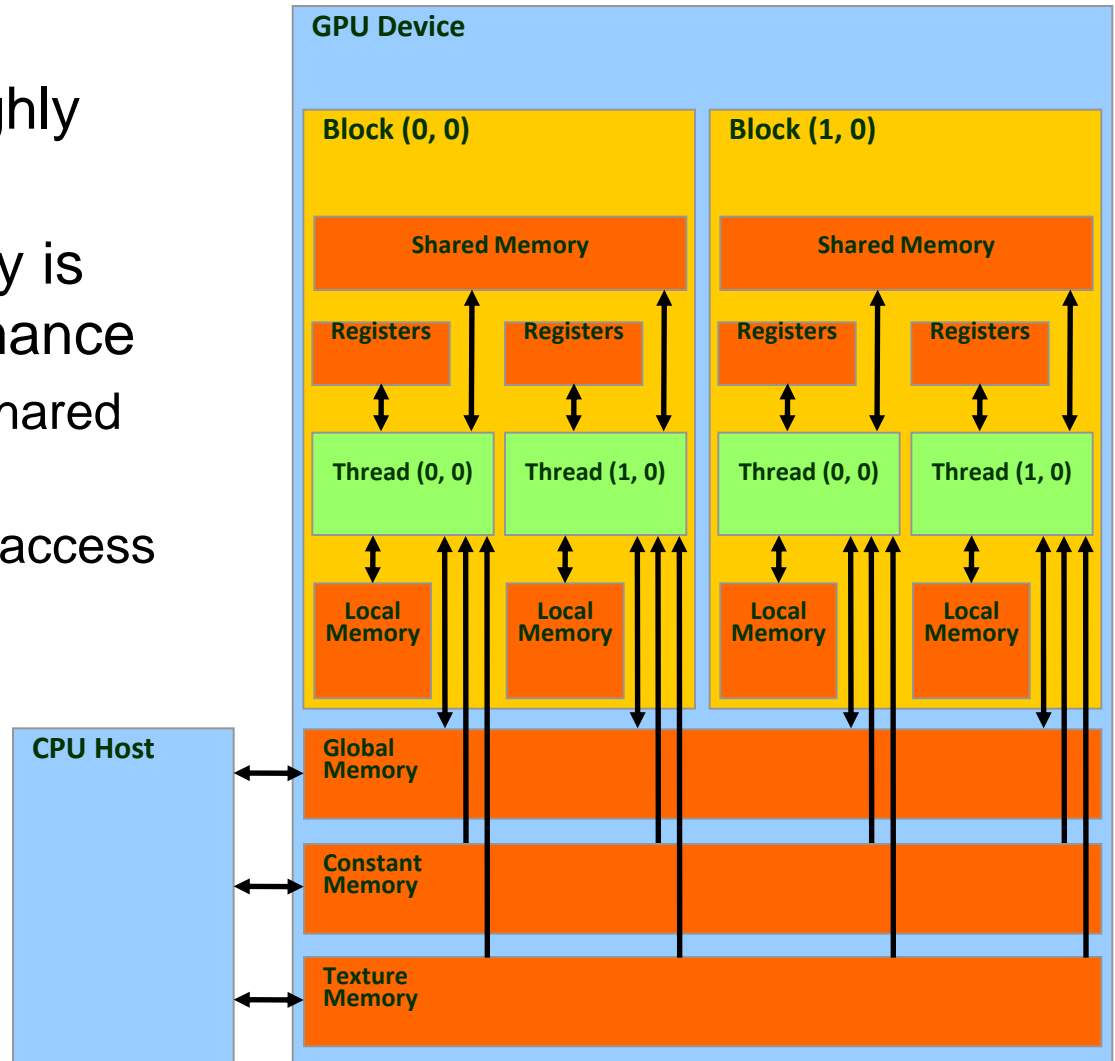 ghly
y is
nance
hared
access
GPU Device
Block (0, 0)
Block (1, 0)
Shared Memory
Shared Memory
Registers
Registers
Registers
Registers
Thread (0, 0)
Thread (1, 0)
Thread (0, 0)
Thread (1, 0)
Local
Memory
Local
Memory
Local
Memory
Local
Memory
CPU Host
Global
Memory
Constant
Memory
Texture
Memory